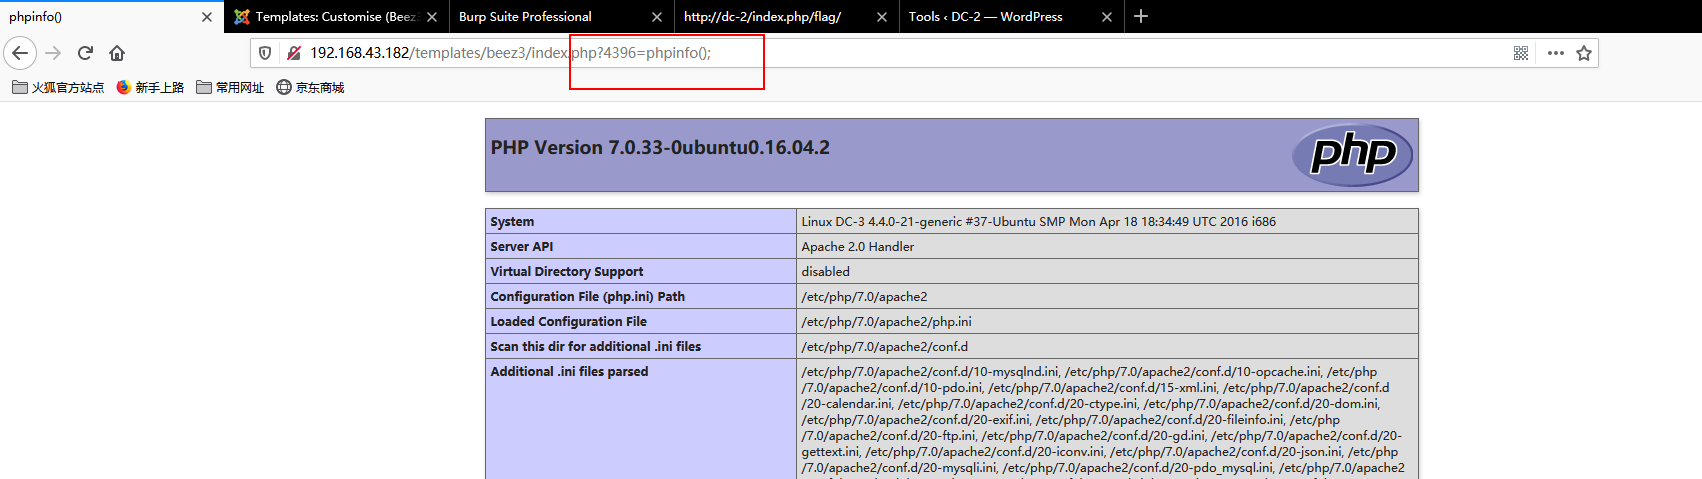 phpinfo()
Templates: Customise (Beez3
Burp Suite Professional
http://dc-2/index.php/flag/
Tools ‹ DC-2 — WordPress
192.168.43.182/templates/beez3/index.php?4396=phpinfo();
火狐官方站点 新手上路 常用网址 京东商城
PHP Version 7.0.33-0ubuntu0.16.04.2
php
System Linux DC-3 4.4.0-21-generic #37-Ubuntu SMP Mon Apr 18 18:34:49 UTC 2016 i686
Server API Apache 2.0 Handler
Virtual Directory Support disabled
Configuration File (php.ini) Path /etc/php/7.0/apache2
Loaded Configuration File /etc/php/7.0/apache2/php.ini
Scan this dir for additional .ini files /etc/php/7.0/apache2/conf.d
Additional .ini files parsed /etc/php/7.0/apache2/conf.d/10-mysqlnd.ini, /etc/php/7.0/apache2/conf.d/10-opcache.ini, /etc/php
/7.0/apache2/conf.d/10-pdo.ini, /etc/php/7.0/apache2/conf.d/15-xml.ini, /etc/php/7.0/apache2/conf.d
/20-calendar.ini, /etc/php/7.0/apache2/conf.d/20-ctype.ini, /etc/php/7.0/apache2/conf.d/20-dom.ini,
/etc/php/7.0/apache2/conf.d/20-exif.ini, /etc/php/7.0/apache2/conf.d/20-fileinfo.ini, /etc/php
/7.0/apache2/conf.d/20-ftp.ini, /etc/php/7.0/apache2/conf.d/20-gd.ini, /etc/php/7.0/apache2/conf.d/20-
gettext.ini, /etc/php/7.0/apache2/conf.d/20-iconv.ini, /etc/php/7.0/apache2/conf.d/20-json.ini, /etc/php
/7.0/apache2/conf.d/20-mysqli.ini, /etc/php/7.0/apache2/conf.d/20-pdo_mysql.ini, /etc/php/7.0/apache2